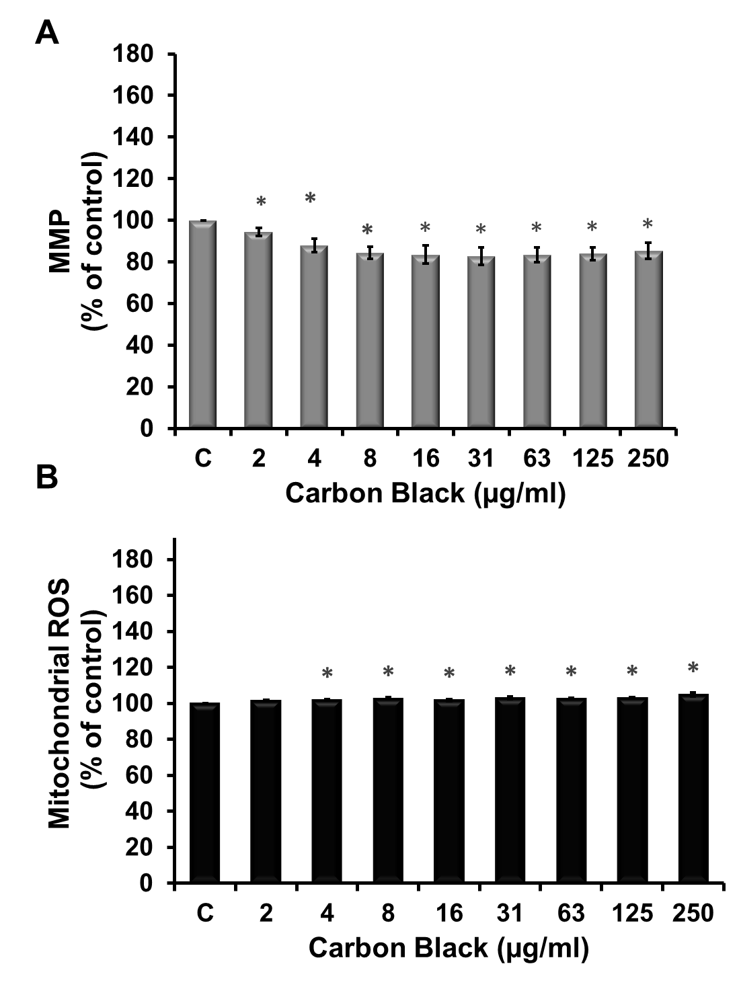 A
180
160
140
120
100
80
60
40
20
0
MMP
(% of control)
* * * * * * * *
C 2 4 8 16 31 63 125 250
Carbon Black (µg/ml)
B
180
160
140
120
100
80
60
40
20
0
Mitochondrial ROS
(% of control)
* * * * * * *
C 2 4 8 16 31 63 125 250
Carbon Black (µg/ml)